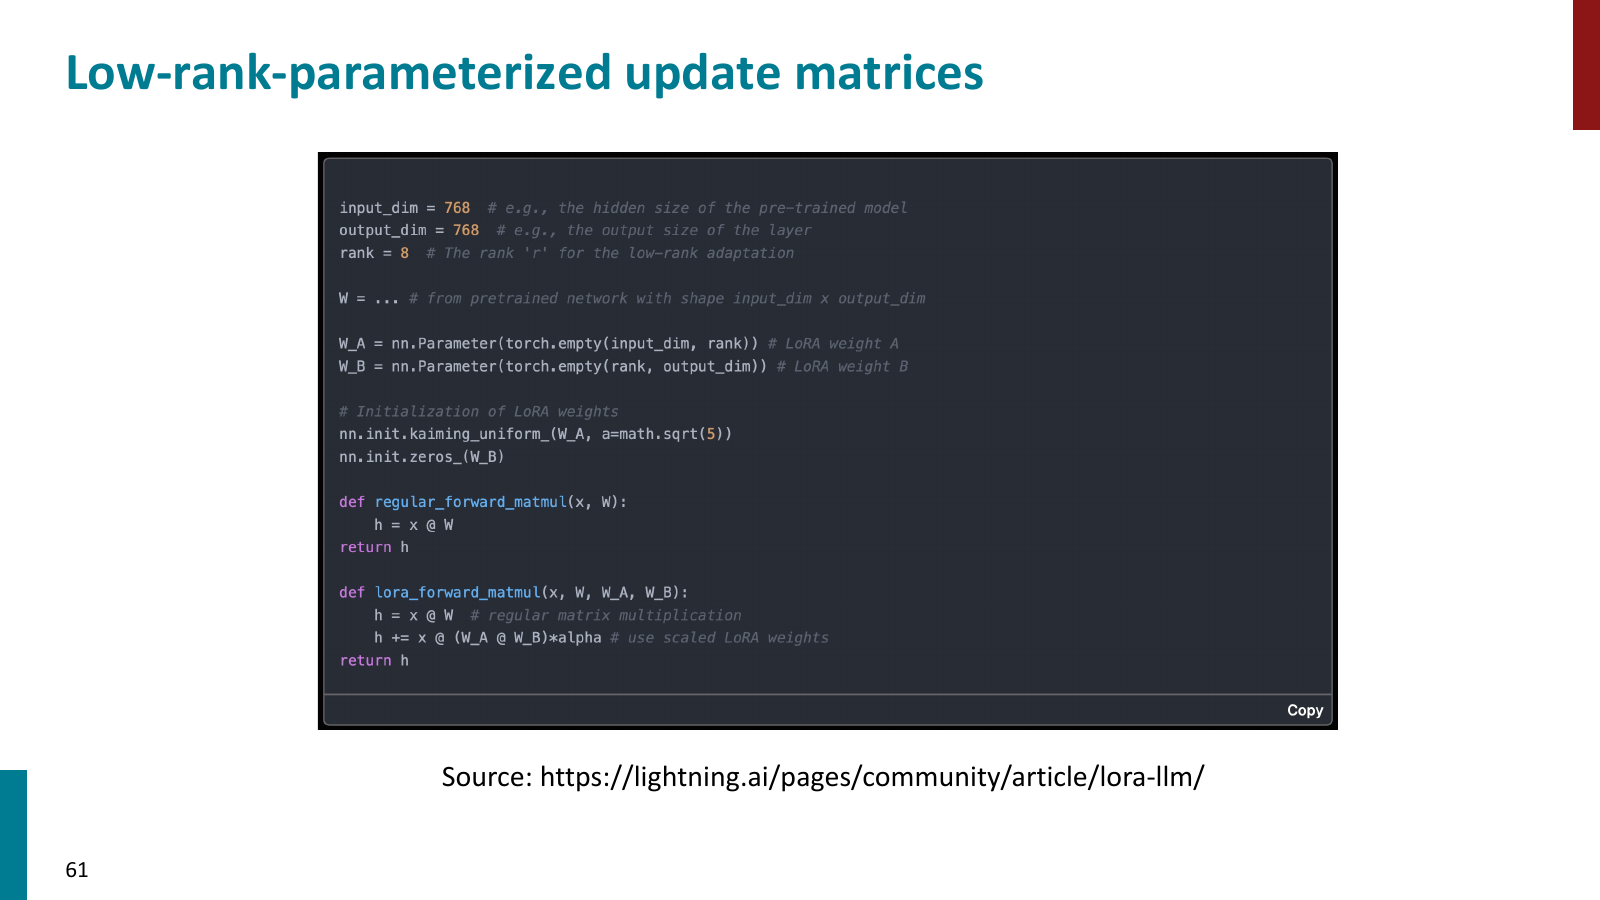 Low-rank-parameterized update matrices
input_dim = 768  # e.g., the hidden size of the pre-trained model
output_dim = 768  # e.g., the output size of the layer
rank = 8  # The rank 'r' for the low-rank adaptation
W = ... # from pretrained network with shape input_dim x output_dim
W_A = nn.Parameter(torch.empty(input_dim, rank)) # LoRA weight A
W_B = nn.Parameter(torch.empty(rank, output_dim)) # LoRA weight B
# Initialization of LoRA weights
nn.init.kaiming_uniform_(W_A, a=math.sqrt(5))
nn.init.zeros_(W_B)
def regular_forward_matmul(x, W):
    h = x @ W
return h
def lora_forward_matmul(x, W, W_A, W_B):
    h = x @ W  # regular matrix multiplication
    h += x @ (W_A @ W_B)*alpha # use scaled LoRA weights
return h
Copy
Source: https://lightning.ai/pages/community/article/lora-llm/
61